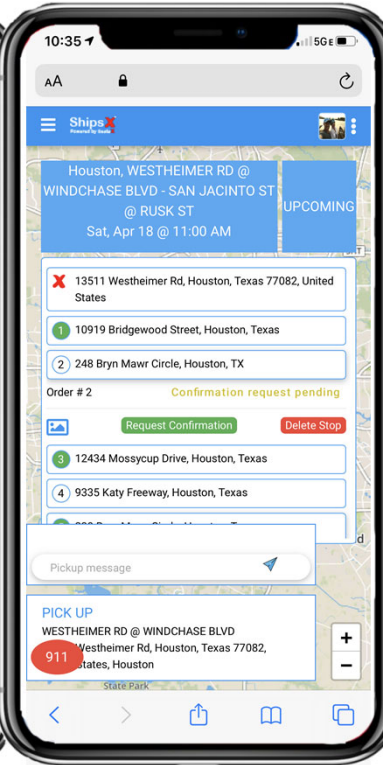 10:35
5G E
AA
ShipsX
Houston, WESTHEIMER RD @
WINDCHASE BLVD - SAN JACINTO ST
@ RUSK ST
Sat, Apr 18 @ 11:00 AM
UPCOMING
X 13511 Westheimer Rd, Houston, Texas 77082, United
States
1 10919 Bridgewood Street, Houston, Texas
2 248 Bryn Mawr Circle, Houston, TX
Order # 2 Confirmation request pending
Request Confirmation Delete Stop
3 12434 Mossycup Drive, Houston, Texas
4 9335 Katy Freeway, Houston, Texas
d
Pickup message
PICK UP
WESTHEIMER RD @ WINDCHASE BLVD
Westheimer Rd, Houston, Texas 77082,
States, Houston
911
+
−
State Park